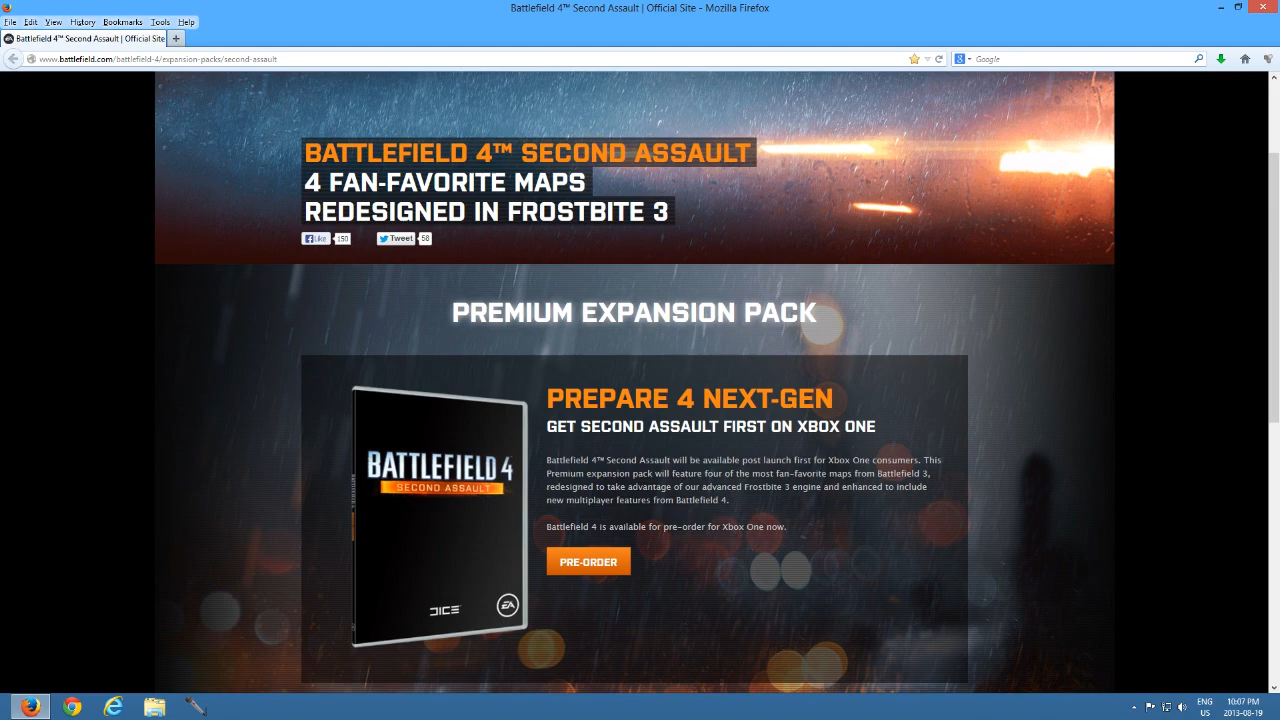 Battlefield 4™ Second Assault | Official Site - Mozilla Firefox
File Edit View History Bookmarks Tools Help
Battlefield 4™ Second Assault | Official Site
www.battlefield.com/battlefield-4/expansion-packs/second-assault
Google
BATTLEFIELD 4™ SECOND ASSAULT
4 FAN-FAVORITE MAPS
REDESIGNED IN FROSTBITE 3
Like 150 Tweet 58
PREMIUM EXPANSION PACK
PREPARE 4 NEXT-GEN
GET SECOND ASSAULT FIRST ON XBOX ONE
Battlefield 4™ Second Assault will be available post launch first for Xbox One consumers. This
Premium expansion pack will feature four of the most fan-favorite maps from Battlefield 3,
redesigned to take advantage of our advanced Frostbite 3 engine and enhanced to include
new multiplayer features from Battlefield 4.
Battlefield 4 is available for pre-order for Xbox One now.
PRE-ORDER
BATTLEFIELD 4
SECOND ASSAULT
DICE
EA
ENG 10:07 PM
US 2013-08-19